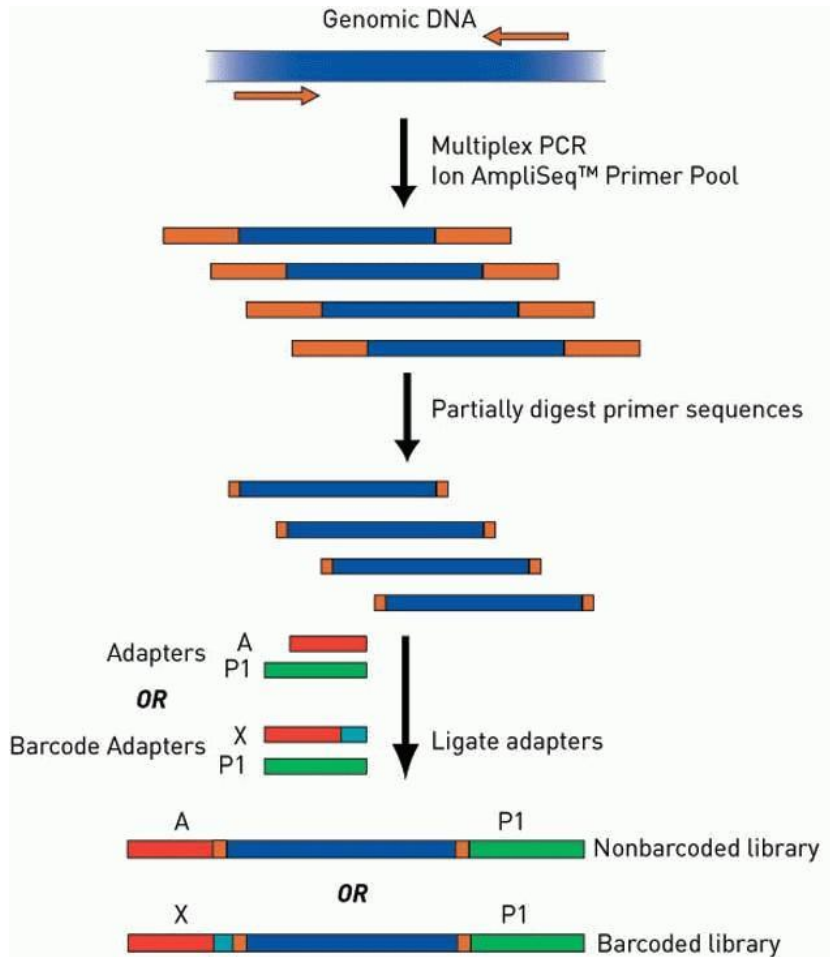 Genomic DNA
Multiplex PCR
Ion AmpliSeq™ Primer Pool
Partially digest primer sequences
Adapters
A
P1
OR
Barcode Adapters
X
P1
Ligate adapters
A
P1
Nonbarcoded library
OR
X
P1
Barcoded library